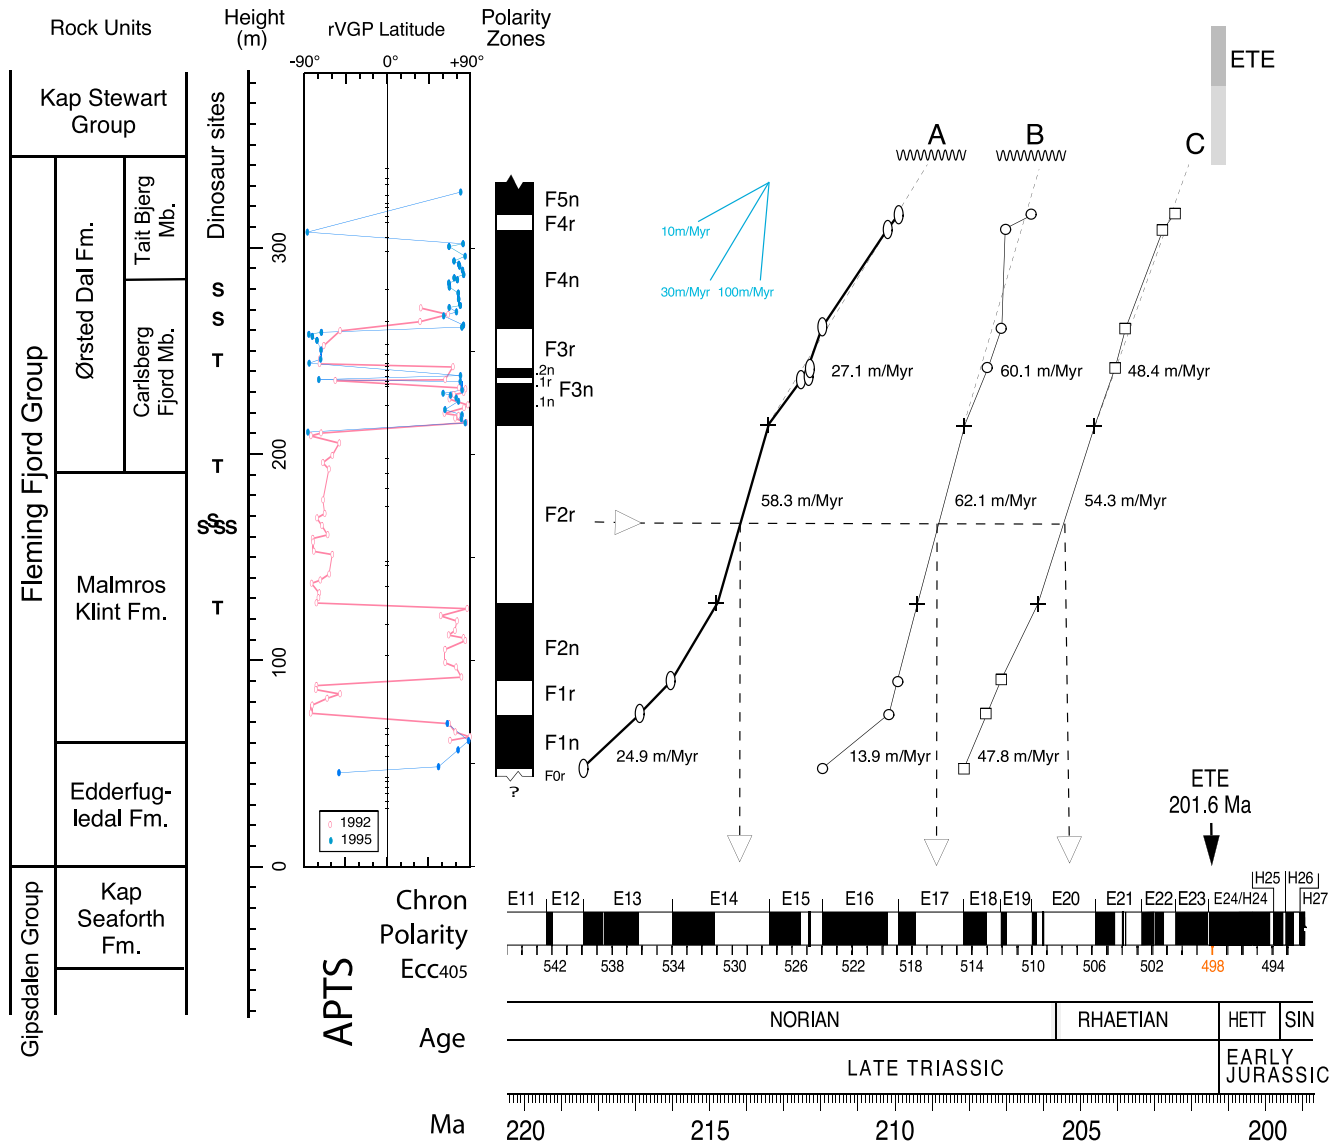 Rock Units
Height
(m)
rVGP Latitude
Polarity
Zones
-90°
0°
+90°
ETE
Kap Stewart
Group
Dinosaur sites
Fleming Fjord Group
Ørsted Dal Fm.
Tait Bjerg
Mb.
Carlsberg
Fjord Mb.
Malmros
Klint Fm.
Edderfug-
ledal Fm.
Gipsdalen Group
Kap
Seaforth
Fm.
S
S
T
T
SSSS
T
300
200
100
0
1992
1995
F5n
F4r
F4n
F3r
.2n
.1r
F3n
.1n
F2r
F2n
F1r
F1n
F0r
?
A
B
C
10m/Myr
30m/Myr
100m/Myr
27.1 m/Myr
60.1 m/Myr
48.4 m/Myr
58.3 m/Myr
62.1 m/Myr
54.3 m/Myr
24.9 m/Myr
13.9 m/Myr
47.8 m/Myr
ETE
201.6 Ma
APTS
Chron
E11 E12 E13 E14 E15 E16 E17 E18 E19 E20 E21 E22 E23 E24/H24 H25 H26 H27
Polarity
Ecc405
542 538 534 530 526 522 518 514 510 506 502 498 494
Age
NORIAN RHAETIAN HETT SIN
LATE TRIASSIC
EARLY
JURASSIC
Ma
220 215 210 205 200